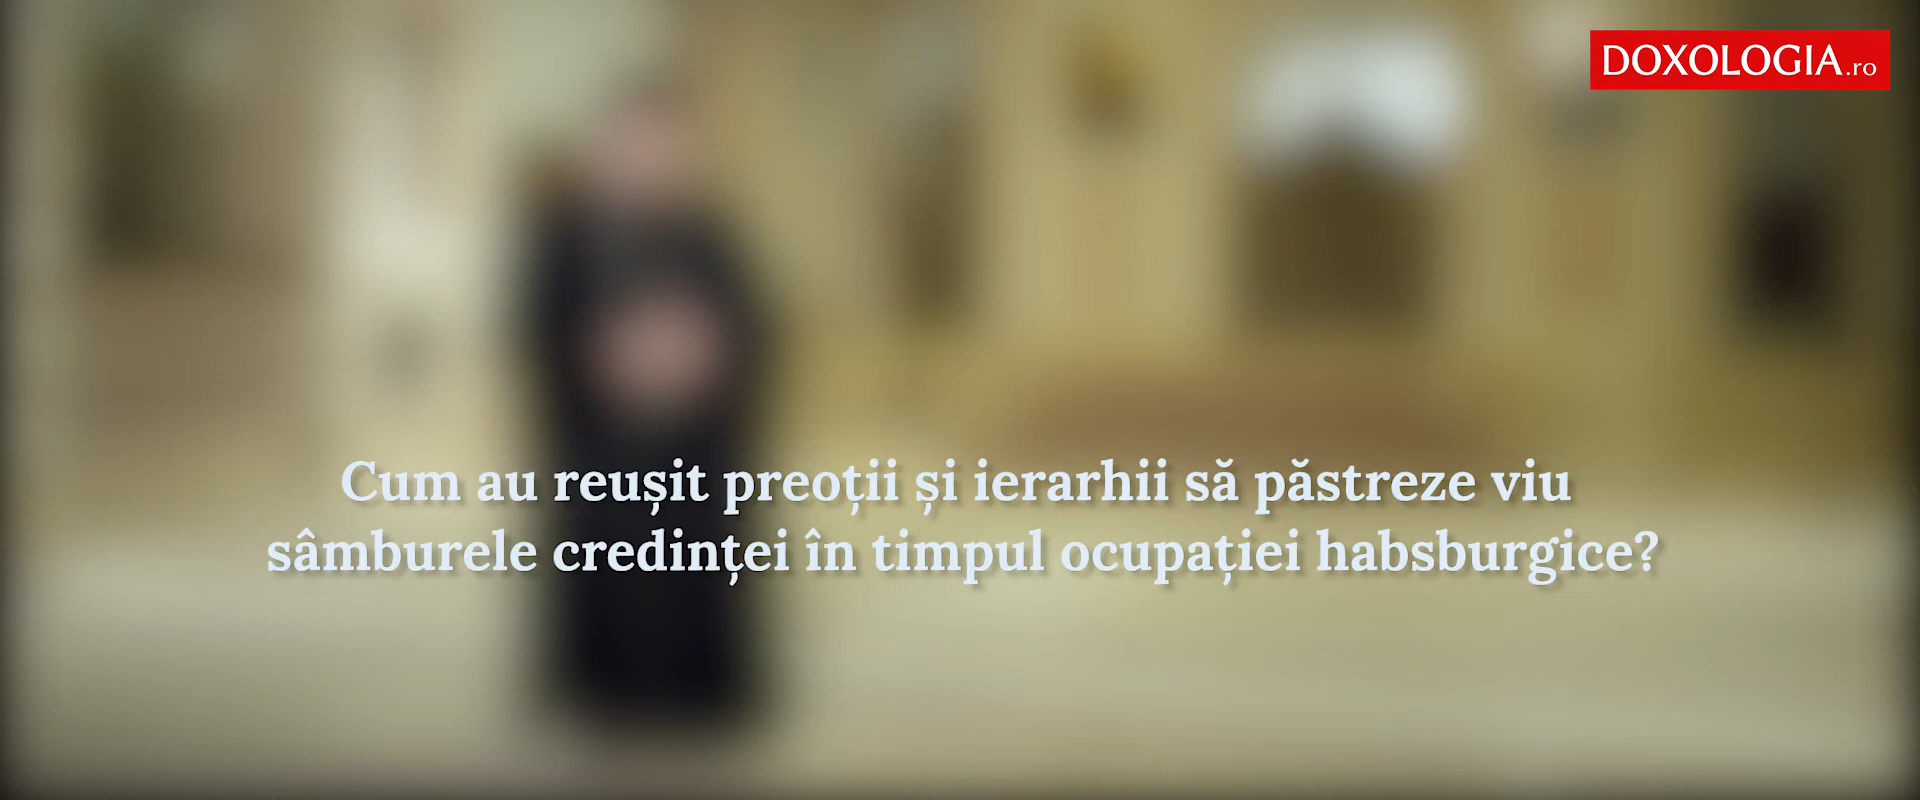 DOXOLOGIA.ro
Cum au reușit preoții și ierarhii să păstreze viu
sâmburele credinței în timpul ocupației habsburgice?